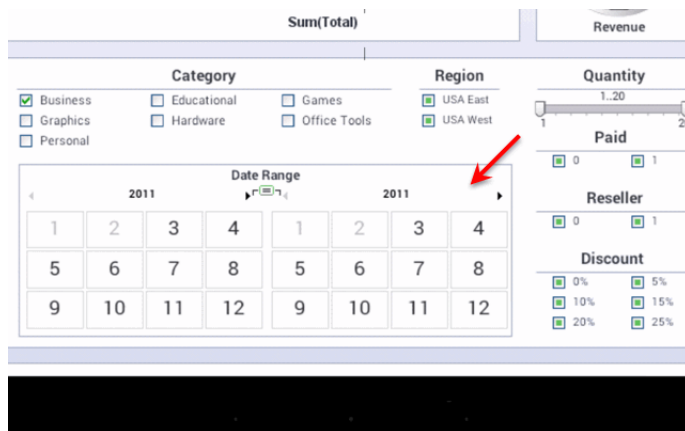 Sum(Total)
Revenue
Category
Business
Educational
Games
Graphics
Hardware
Office Tools
Personal
Region
USA East
USA West
Quantity
1..20
1
Paid
0 1
Reseller
0 1
Discount
0% 5%
10% 15%
20% 25%
Date Range
2011 2011
1 2 3 4 1 2 3 4
5 6 7 8 5 6 7 8
9 10 11 12 9 10 11 12